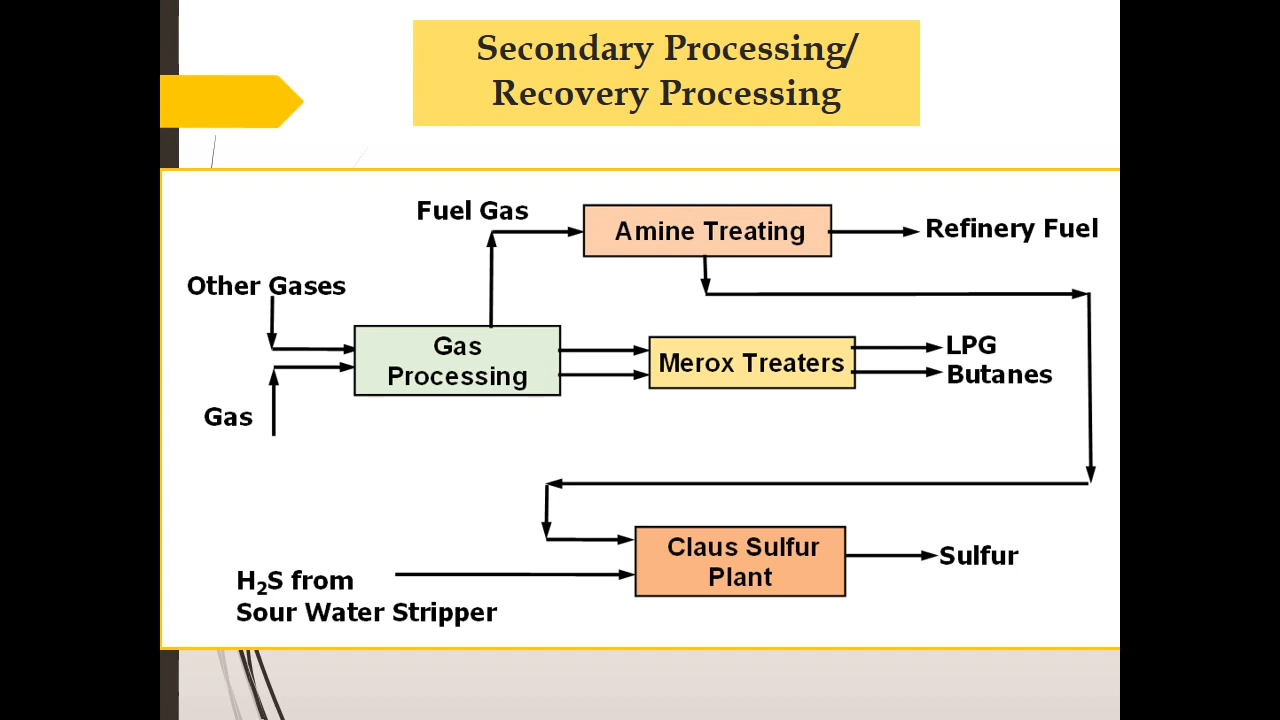 Secondary Processing/
Recovery Processing
Fuel Gas
Amine Treating
Refinery Fuel
Other Gases
Gas
Processing
Merox Treaters
LPG
Butanes
Gas
Claus Sulfur
Plant
Sulfur
H₂S from
Sour Water Stripper